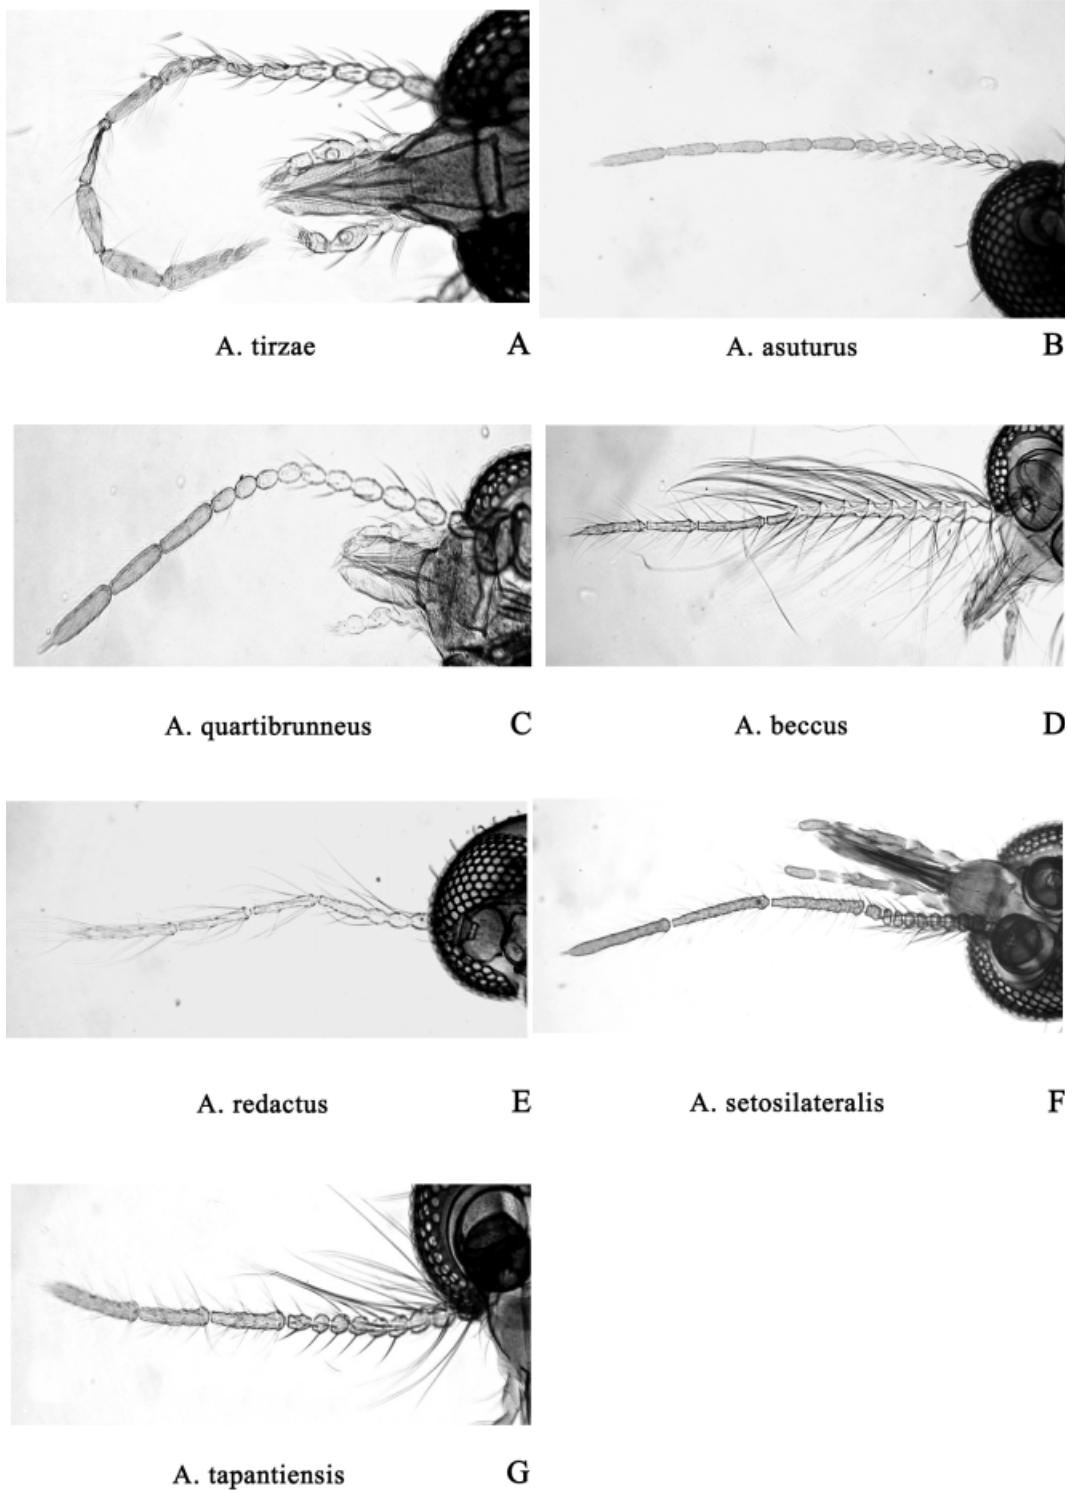 A. tirzae A
A. asuturus B
A. quartibrunneus C
A. beccus D
A. redactus E
A. setosilateralis F
A. tapantiensis G